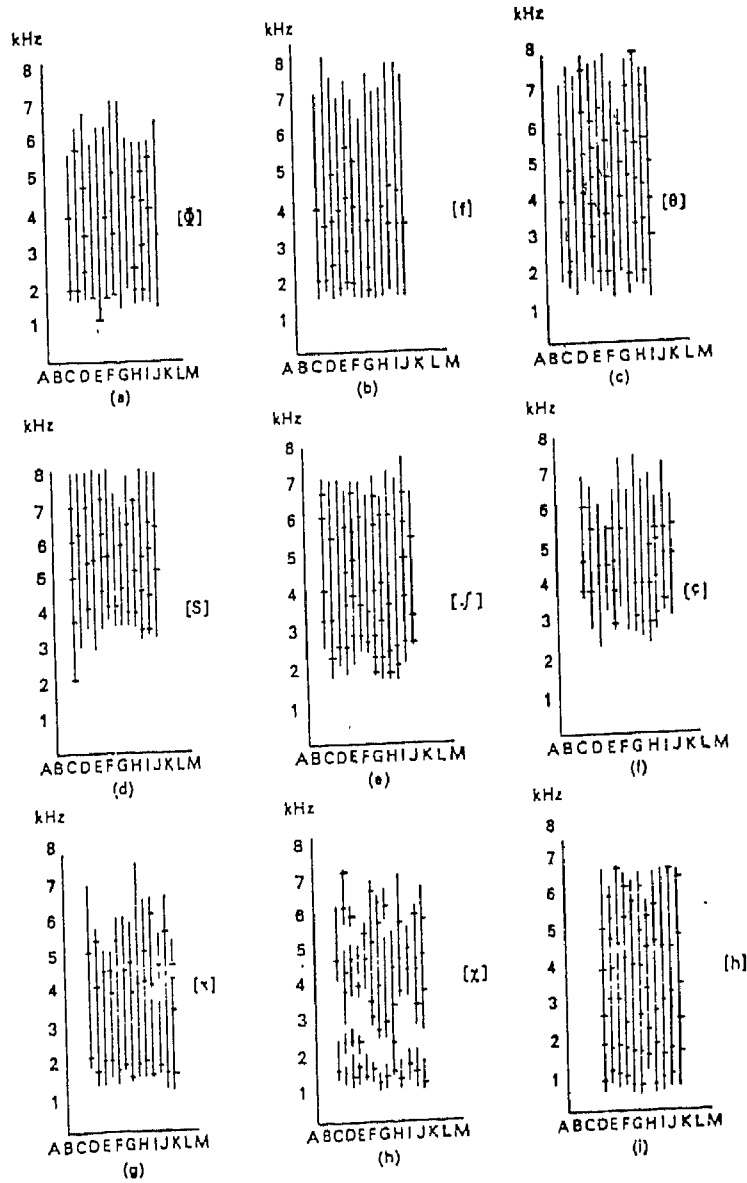 kHz
8
7
6
5
4
3
2
1
[Φ]
ABCDEFGHIJKLM
(a)
kHz
8
7
6
5
4
3
2
1
[f]
ABCDEFGHIJKLM
(b)
kHz
8
7
6
5
4
3
2
1
[θ]
ABCDEFGHIJKLM
(c)
kHz
8
7
6
5
4
3
2
1
[S]
ABCDEFGHIJKLM
(d)
kHz
8
7
6
5
4
3
2
1
[ʃ]
ABCDEFGHIJKLM
(e)
kHz
8
7
6
5
4
3
2
1
[ç]
ABCDEFGHIJKLM
(f)
kHz
8
7
6
5
4
3
2
1
[x]
ABCDEFGHIJKLM
(g)
kHz
8
7
6
5
4
3
2
1
[χ]
ABCDEFGHIJKLM
(h)
kHz
8
7
6
5
4
3
2
1
[h]
ABCDEFGHIJKLM
(i)